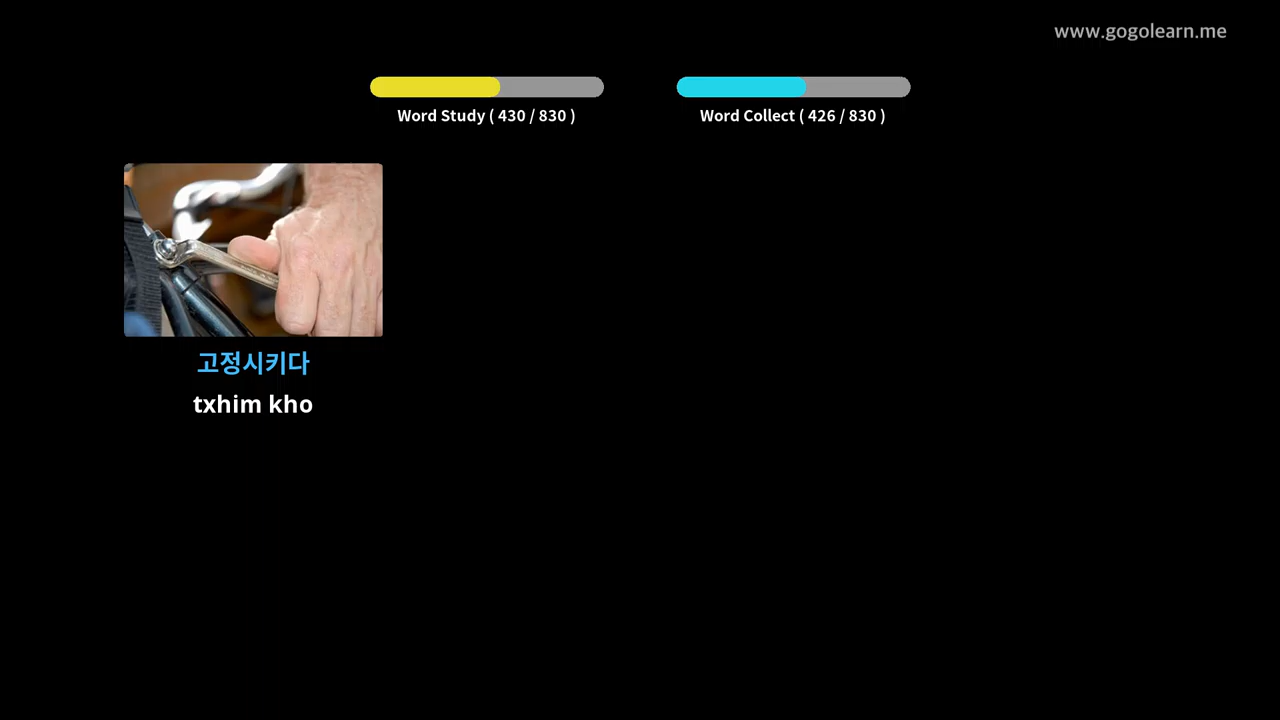 www.gogolearn.me
Word Study ( 430 / 830 )
Word Collect ( 426 / 830 )
고정시키다
txhim kho